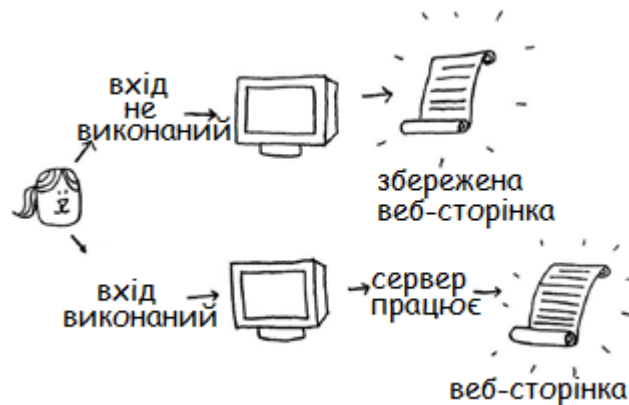 вхід
не
виконаний
збережена
веб-сторінка
вхід
виконаний
сервер
працює
веб-сторінка